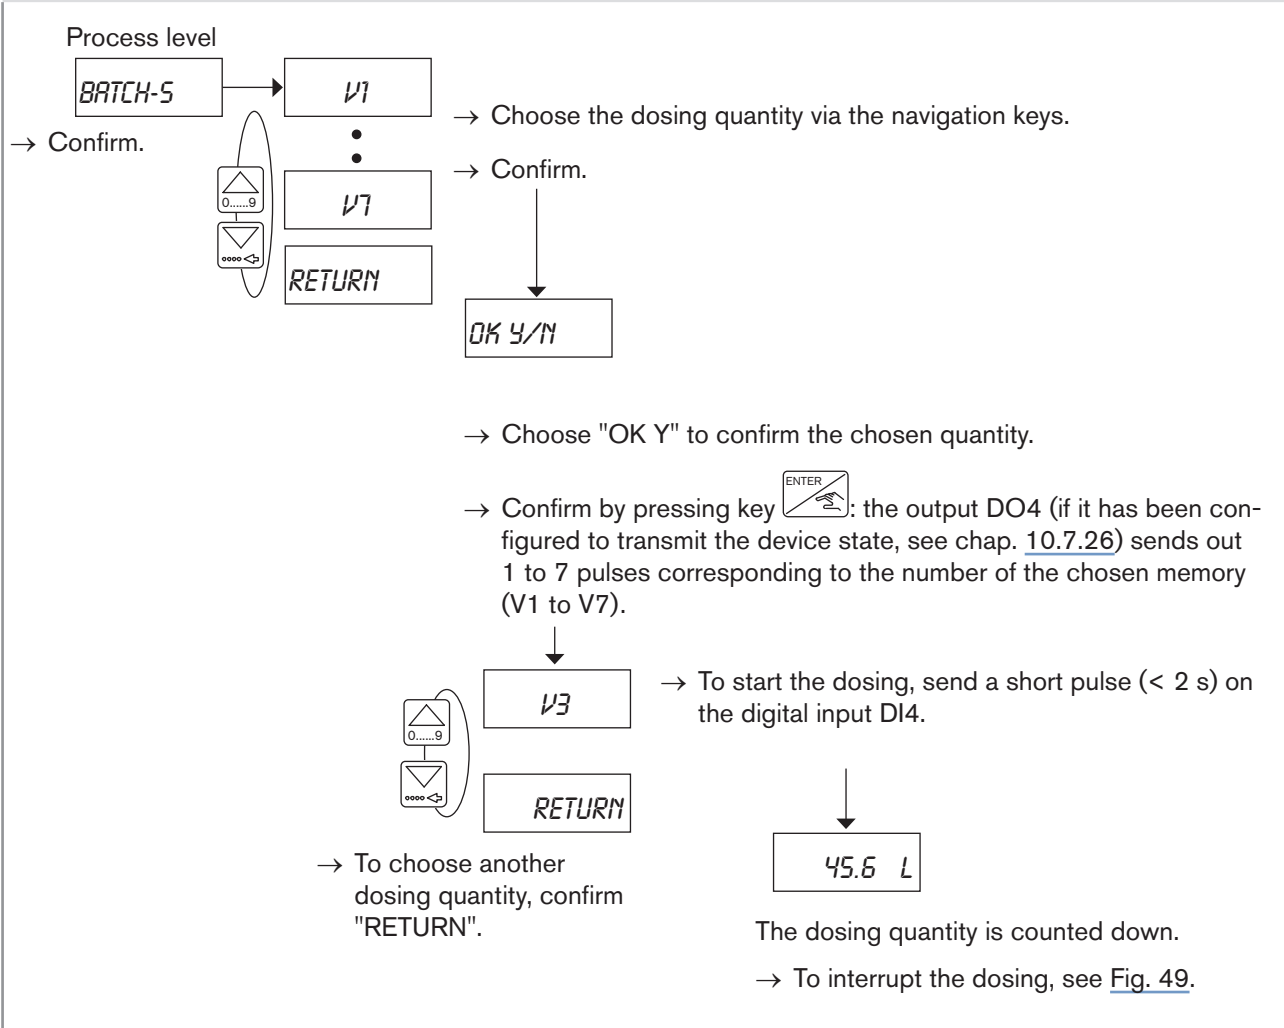 Process level
BATCH-S
V1
→ Choose the dosing quantity via the navigation keys.
→ Confirm.
→ Confirm.
0......9
V7
RETURN
OK Y/N
→ Choose "OK Y" to confirm the chosen quantity.
→ Confirm by pressing key ENTER: the output DO4 (if it has been con-
figured to transmit the device state, see chap. 10.7.26) sends out
1 to 7 pulses corresponding to the number of the chosen memory
(V1 to V7).
V3
0......9
RETURN
→ To start the dosing, send a short pulse (< 2 s) on
the digital input DI4.
→ To choose another
dosing quantity, confirm
"RETURN".
45.6 L
The dosing quantity is counted down.
→ To interrupt the dosing, see Fig. 49.